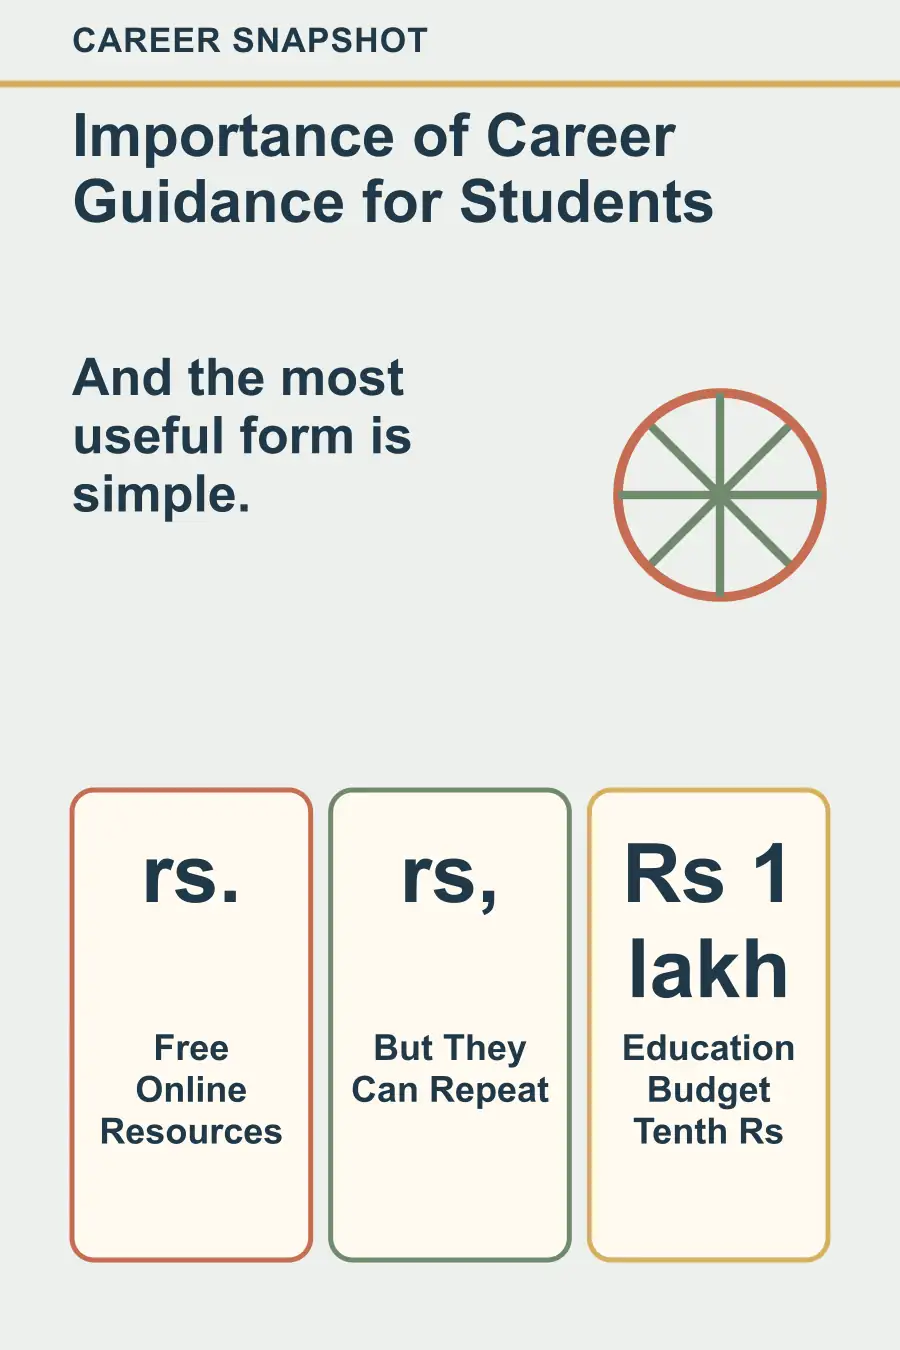 CAREER SNAPSHOT
Importance of Career
Guidance for Students
And the most
useful form is
simple.
rs.
Free
Online
Resources
rs,
But They
Can Repeat
Rs 1
lakh
Education
Budget
Tenth Rs